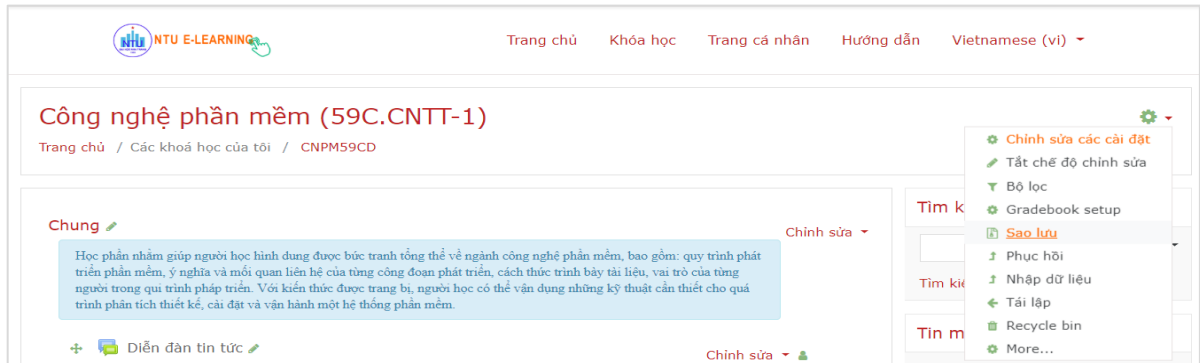 NTU NTU E-LEARNING
Trang chủ Khóa học Trang cá nhân Hướng dẫn Vietnamese (vi)
Công nghệ phần mềm (59C.CNTT-1)
Trang chủ / Các khoá học của tôi / CNPM59CD
Chỉnh sửa các cài đặt
Tắt chế độ chỉnh sửa
Bộ lọc
Gradebook setup
Sao lưu
Phục hồi
Nhập dữ liệu
Tái lập
Recycle bin
More...
Chung
Chỉnh sửa
Học phần nhằm giúp người học hình dung được bức tranh tổng thể về ngành công nghệ phần mềm, bao gồm: quy trình phát
triển phần mềm, ý nghĩa và mối quan liên hệ của từng công đoạn phát triển, cách thức trình bày tài liệu, vai trò của từng
người trong qui trình pháp triển. Với kiến thức được trang bị, người học có thể vận dụng những kỹ thuật cần thiết cho quá
trình phân tích thiết kế, cài đặt và vận hành một hệ thống phần mềm.
Diễn đàn tin tức
Chỉnh sửa
Tìm k
Tìm kiế
Tin m